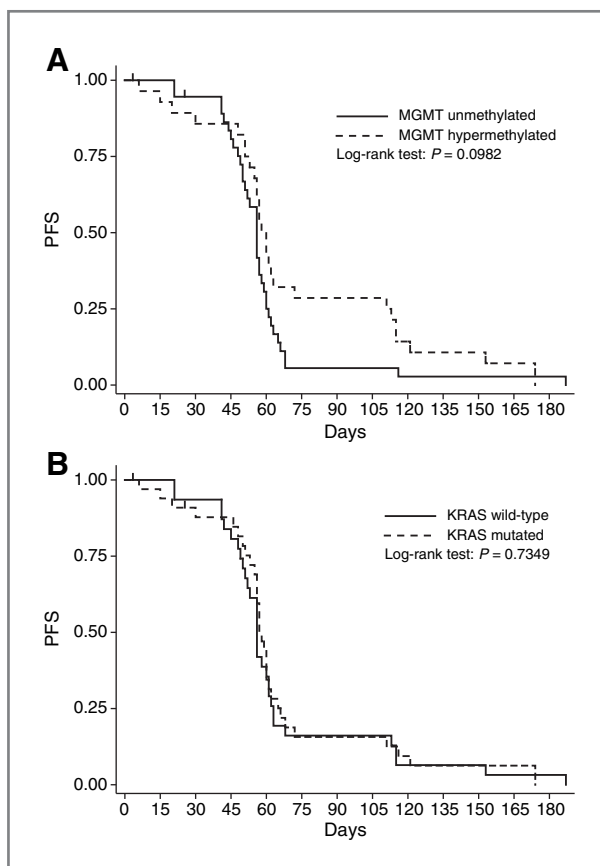 A
1.00
0.75
0.50
0.25
0.00
PFS
MGMT unmethylated
MGMT hypermethylated
Log-rank test: P = 0.0982
0 15 30 45 60 75 90 105 120 135 150 165 180
Days
B
1.00
0.75
0.50
0.25
0.00
PFS
KRAS wild-type
KRAS mutated
Log-rank test: P = 0.7349
0 15 30 45 60 75 90 105 120 135 150 165 180
Days